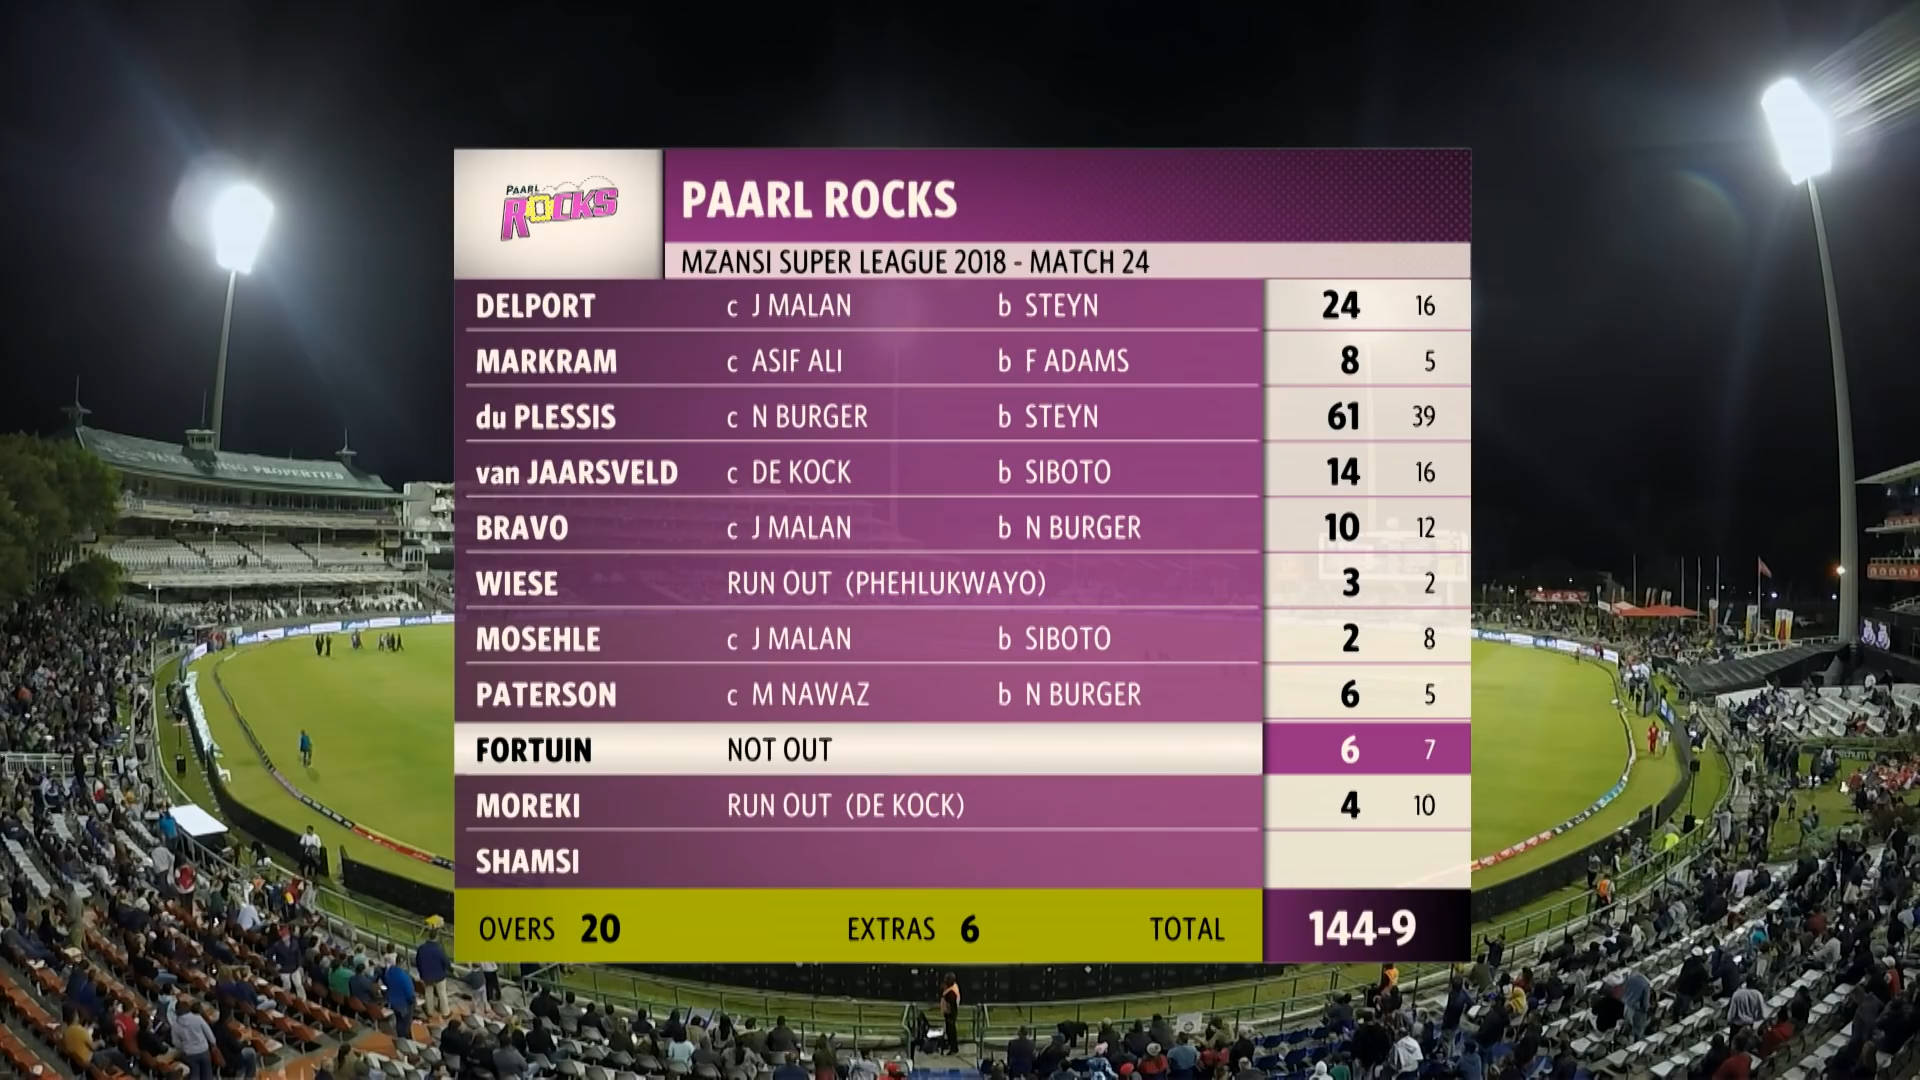 PAARL ROCKS
PAARL ROCKS
MZANSI SUPER LEAGUE 2018 - MATCH 24
DELPORT c J MALAN b STEYN 24 16
MARKRAM c ASIF ALI b F ADAMS 8 5
du PLESSIS c N BURGER b STEYN 61 39
van JAARSVELD c DE KOCK b SIBOTO 14 16
BRAVO c J MALAN b N BURGER 10 12
WIESE RUN OUT (PHEHLUKWAYO) 3 2
MOSEHLE c J MALAN b SIBOTO 2 8
PATERSON c M NAWAZ b N BURGER 6 5
FORTUIN NOT OUT 6 7
MOREKI RUN OUT (DE KOCK) 4 10
SHAMSI
OVERS 20 EXTRAS 6 TOTAL 144-9